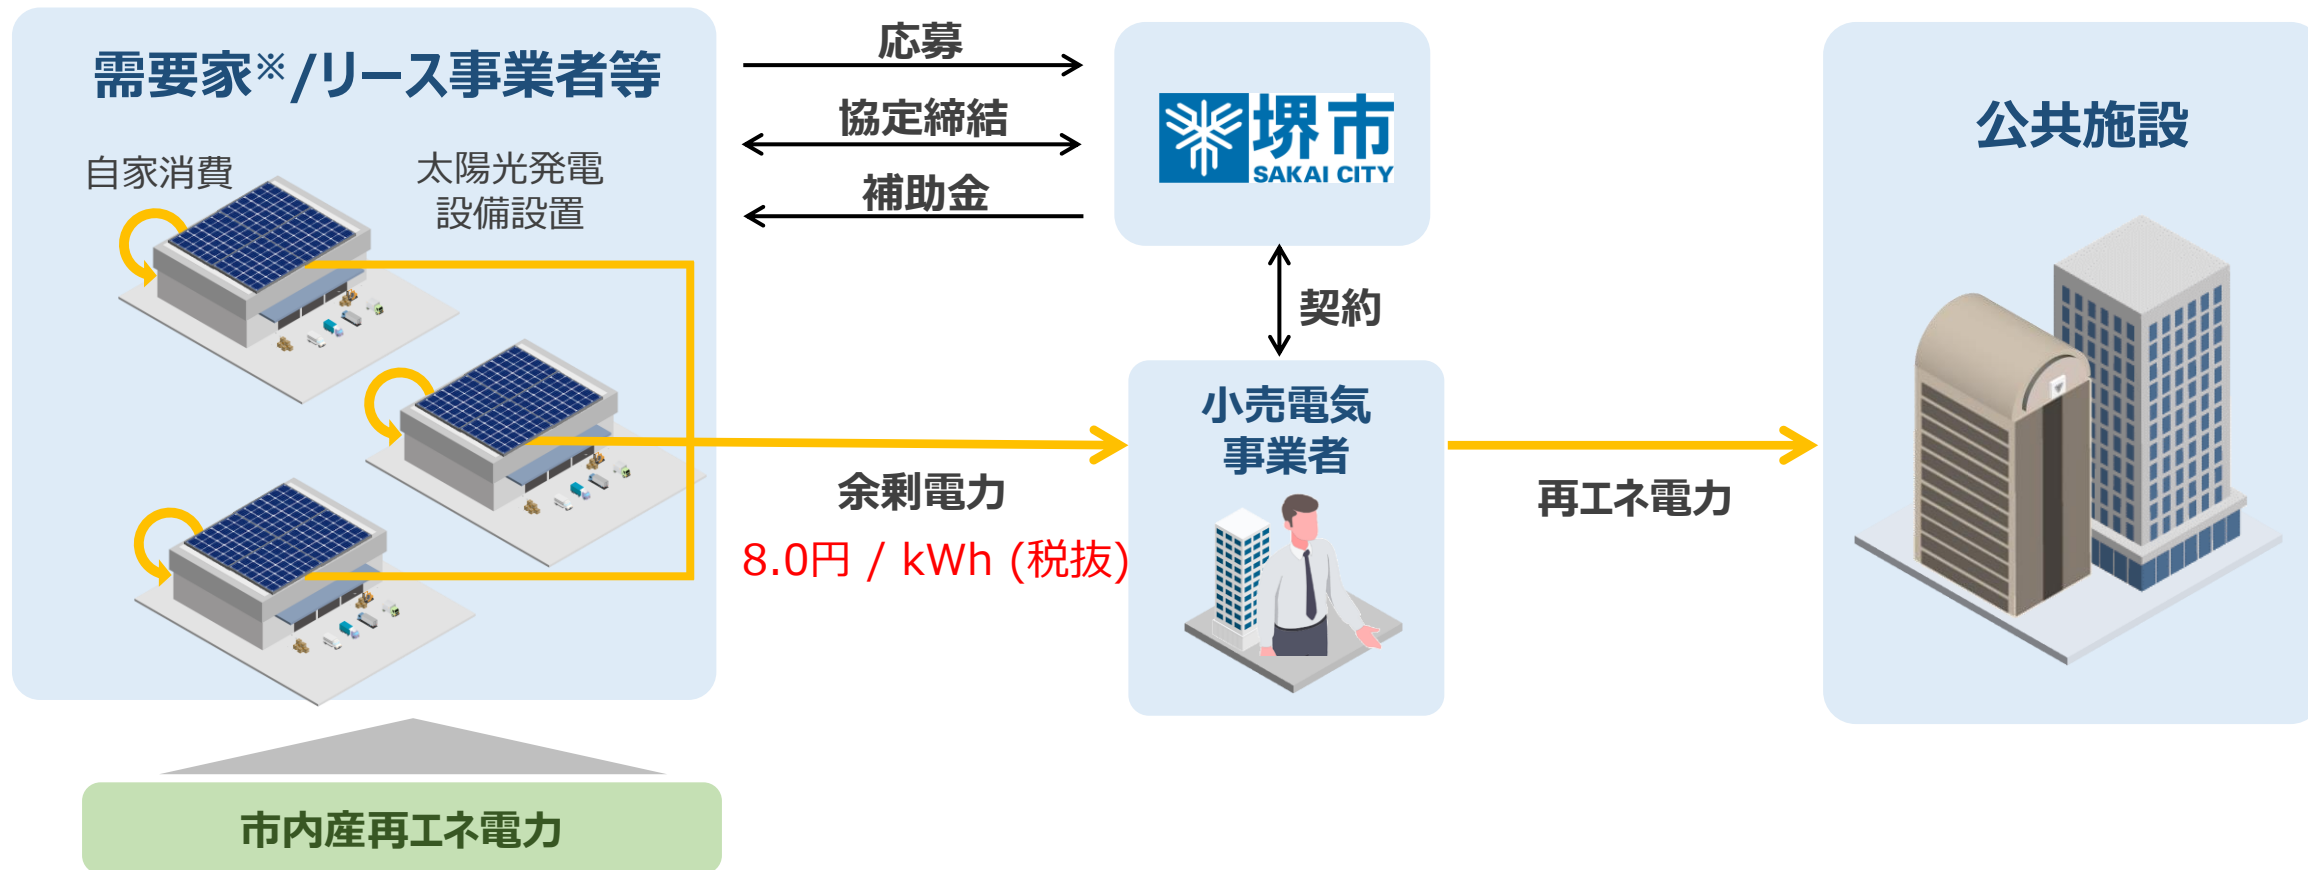 需要家※/リース事業者等
自家消費
太陽光発電
設備設置
応募
協定締結
補助金
堺市
SAKAI CITY
契約
小売電気
事業者
余剰電力
8.0円 / kWh (税抜)
再エネ電力
公共施設
市内産再エネ電力